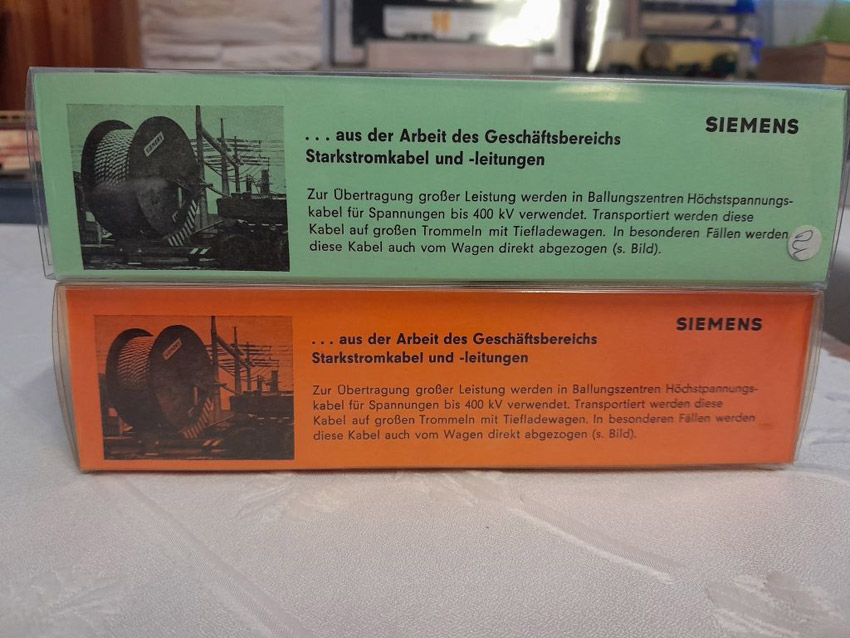 SIEMENS
. . . aus der Arbeit des Geschäftsbereichs
Starkstromkabel und -leitungen
Zur Übertragung großer Leistung werden in Ballungszentren Höchstspannungs-
kabel für Spannungen bis 400 kV verwendet. Transportiert werden diese
Kabel auf großen Trommeln mit Tiefladewagen. In besonderen Fällen werden
diese Kabel auch vom Wagen direkt abgezogen (s. Bild).
SIEMENS
. . . aus der Arbeit des Geschäftsbereichs
Starkstromkabel und -leitungen
Zur Übertragung großer Leistung werden in Ballungszentren Höchstpannungs-
kabel für Spannungen bis 400 kV verwendet. Transportiert werden diese
Kabel auf großen Trommeln mit Tiefladewagen. In besonderen Fällen werden
diese Kabel auch vom Wagen direkt abgezogen (s. Bild).